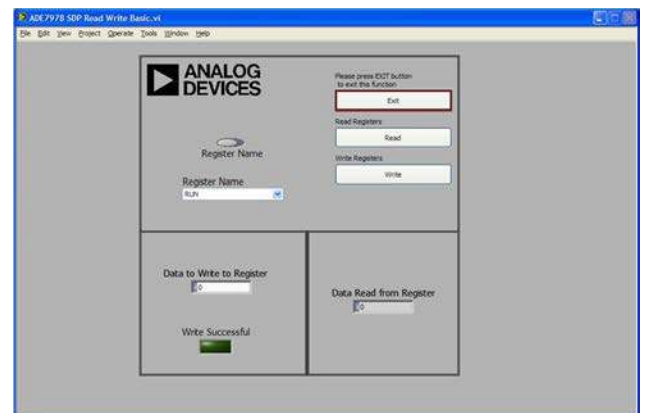 ADE7978 SDP Read Write Basic.vi
File Edit View Project Operate Tools Window Help
ANALOG
DEVICES
Please press EXIT button
to exit this function
Exit
Read Registers
Read
Write Registers
Write
Register Name
Register Name
RUN
Data to Write to Register
0
Write Successful
Data Read from Register
0